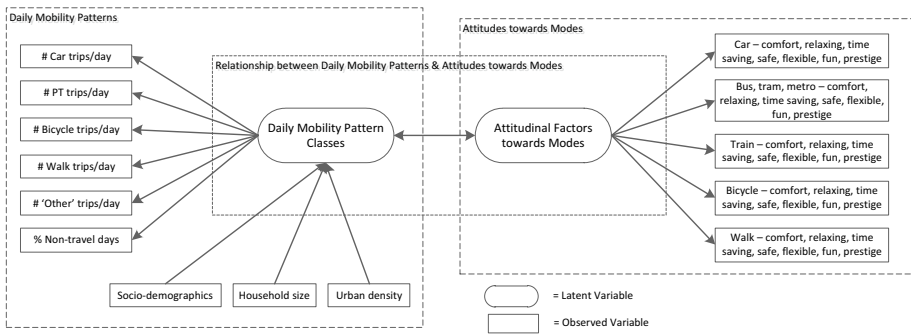 Daily Mobility Patterns
# Car trips/day
# PT trips/day
# Bicycle trips/day
# Walk trips/day
# ‘Other’ trips/day
% Non-travel days
Socio-demographics
Household size
Urban density
Relationship between Daily Mobility Patterns & Attitudes towards Modes
Daily Mobility Pattern
Classes
Attitudinal Factors
towards Modes
Attitudes towards Modes
Car – comfort, relaxing, time
saving, safe, flexible, fun, prestige
Bus, tram, metro – comfort,
relaxing, time saving, safe, flexible,
fun, prestige
Train – comfort, relaxing, time
saving, safe, flexible, fun, prestige
Bicycle – comfort, relaxing, time
saving, safe, flexible, fun, prestige
Walk – comfort, relaxing, time
saving, safe, flexible, fun, prestige
= Latent Variable
= Observed Variable